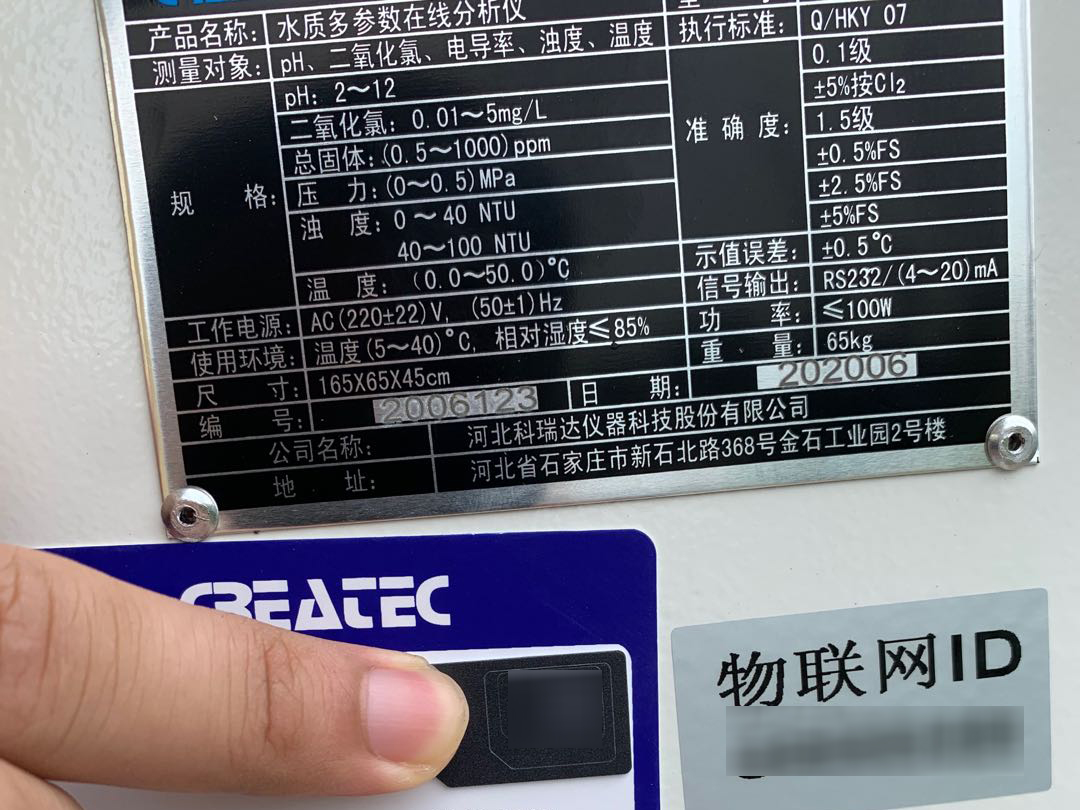 产品名称： 水质多参数在线分析仪
执行标准： Q/HKY 07
测量对象： pH、二氧化氯、电导率、浊度、温度
规 格：
pH：2～12
二氧化氯：0.01～5mg/L
总固体：(0.5～1000)ppm
压 力：(0～0.5)MPa
浊 度：0～40 NTU
40～100 NTU
温 度：（0.0～50.0)°C
准 确 度：
0.1级
±5%按Cl₂
1.5级
±0.5%FS
±2.5%FS
±5%FS
示值误差： ±0.5°C
工作电源： AC(220±22)V，(50±1)Hz
信号输出： RS232/(4～20)mA
使用环境： 温度(5～40)°C，相对湿度≤85%
功 率： ≤100W
尺 寸： 165X65X45cm
重 量： 65kg
编 号： 2006123
日 期： 202006
公司名称： 河北科瑞达仪器科技股份有限公司
地 址： 河北省石家庄市新石北路368号金石工业园2号楼
CREATEC
物联网ID